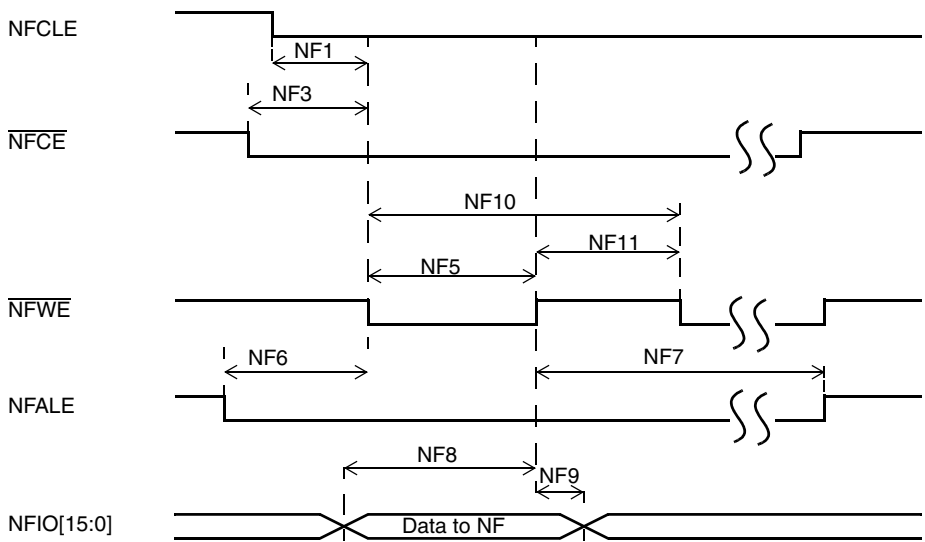 NFCLE
NF1
NF3
NFCE
NF10
NF11
NF5
NFWE
NF6
NF7
NFALE
NF8
NF9
NFIO[15:0]
Data to NF